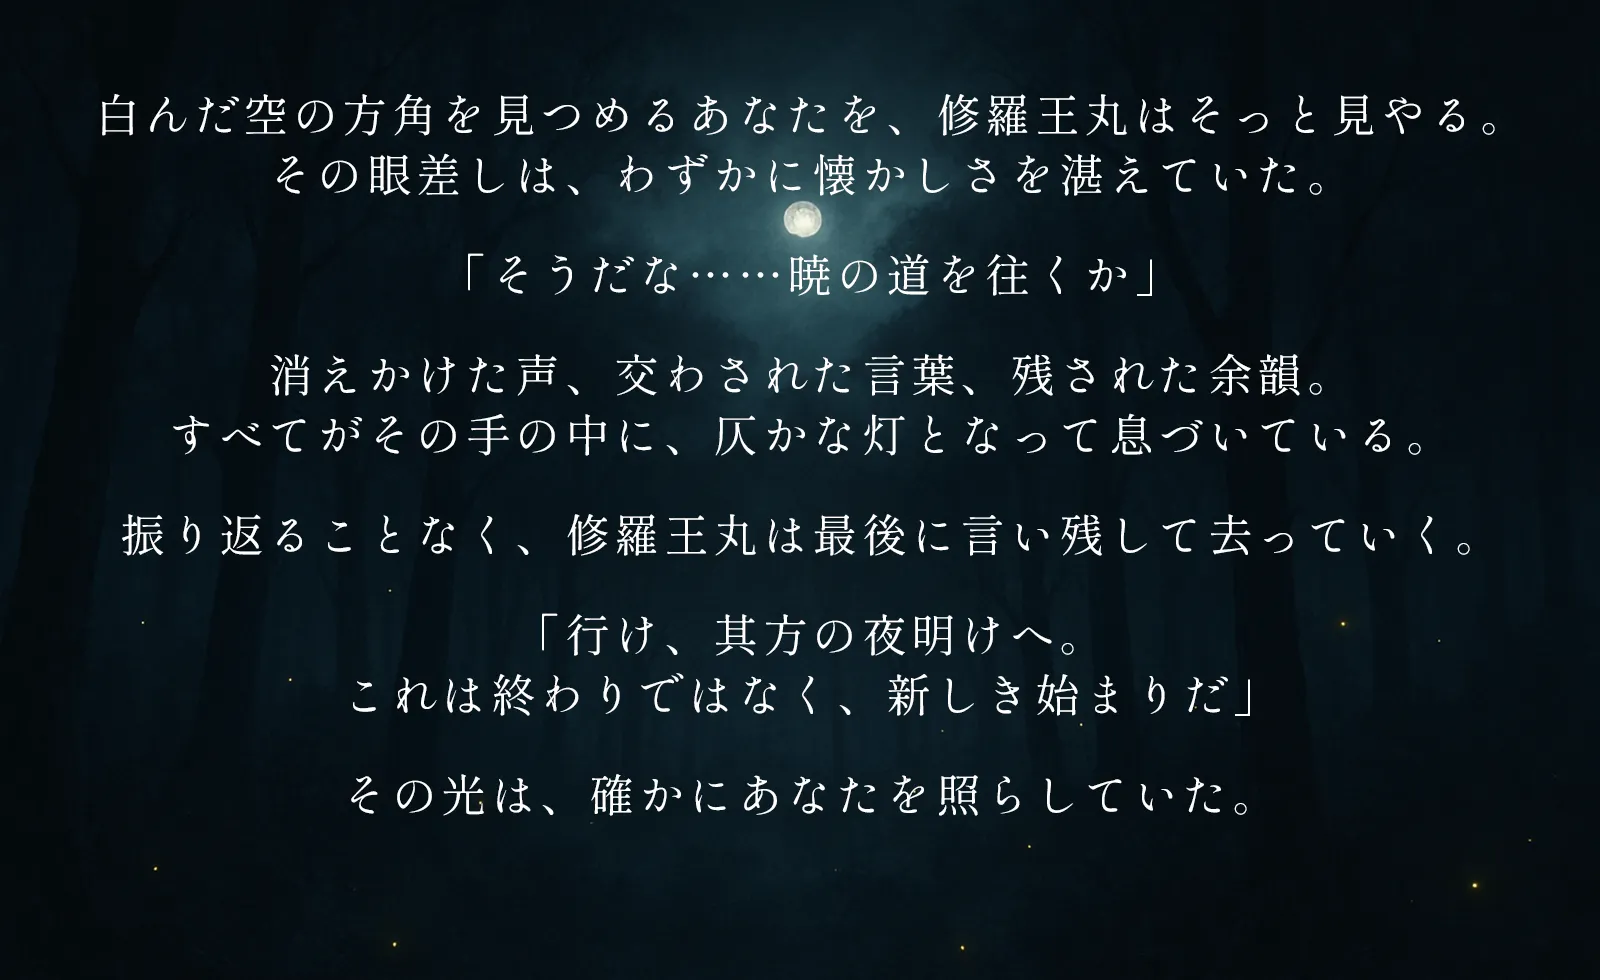 白んだ空の方角を見つめるあなたを、修羅王丸はそっと見やる。
その眼差しは、わずかに懐かしさを湛えていた。
「そうだな……暁の道を往くか」
消えかけた声、交わされた言葉、残された余韻。
すべてがその手の中に、仄かな灯となって息づいている。
振り返ることなく、修羅王丸は最後に言い残して去っていく。
「行け、其方の夜明けへ。
これは終わりではなく、新しき始まりだ」
その光は、確かにあなたを照らしていた。